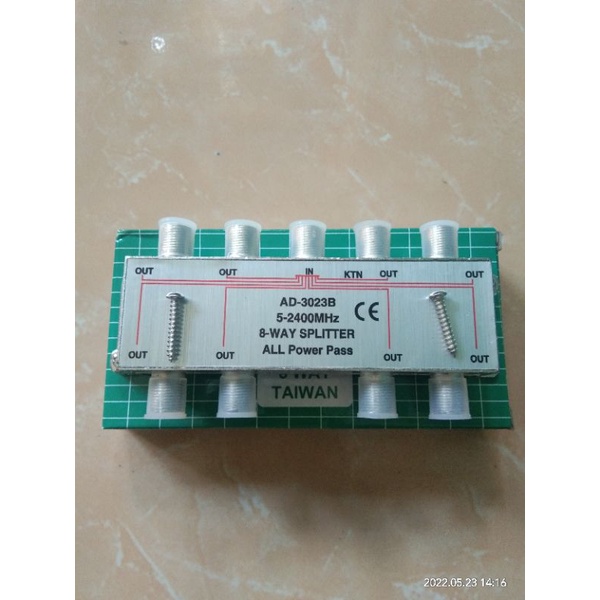 OUT OUT IN KTN OUT OUT
AD-3023B
5-2400MHz
8-WAY SPLITTER
ALL Power Pass
CE
OUT OUT OUT OUT
WAY
TAIWAN
2022.05.23 14:16